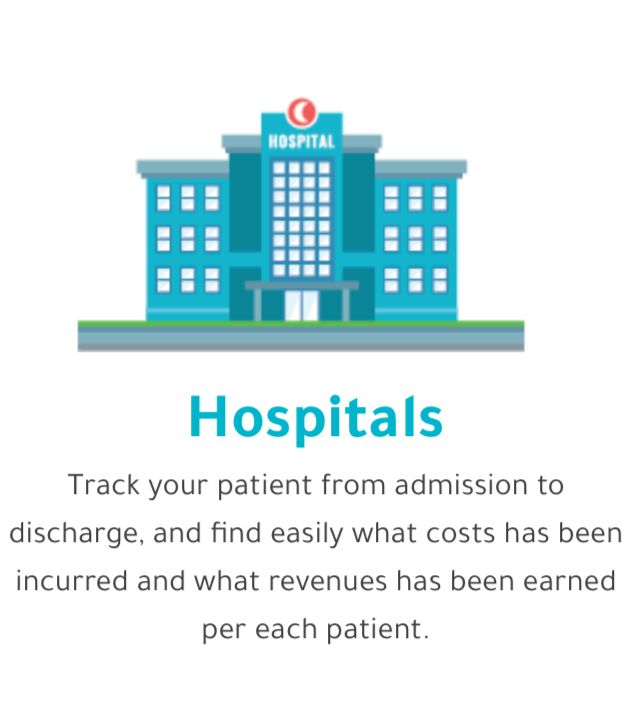 HOSPITAL
Hospitals
Track your patient from admission to
discharge, and find easily what costs has been
incurred and what revenues has been earned
per each patient.